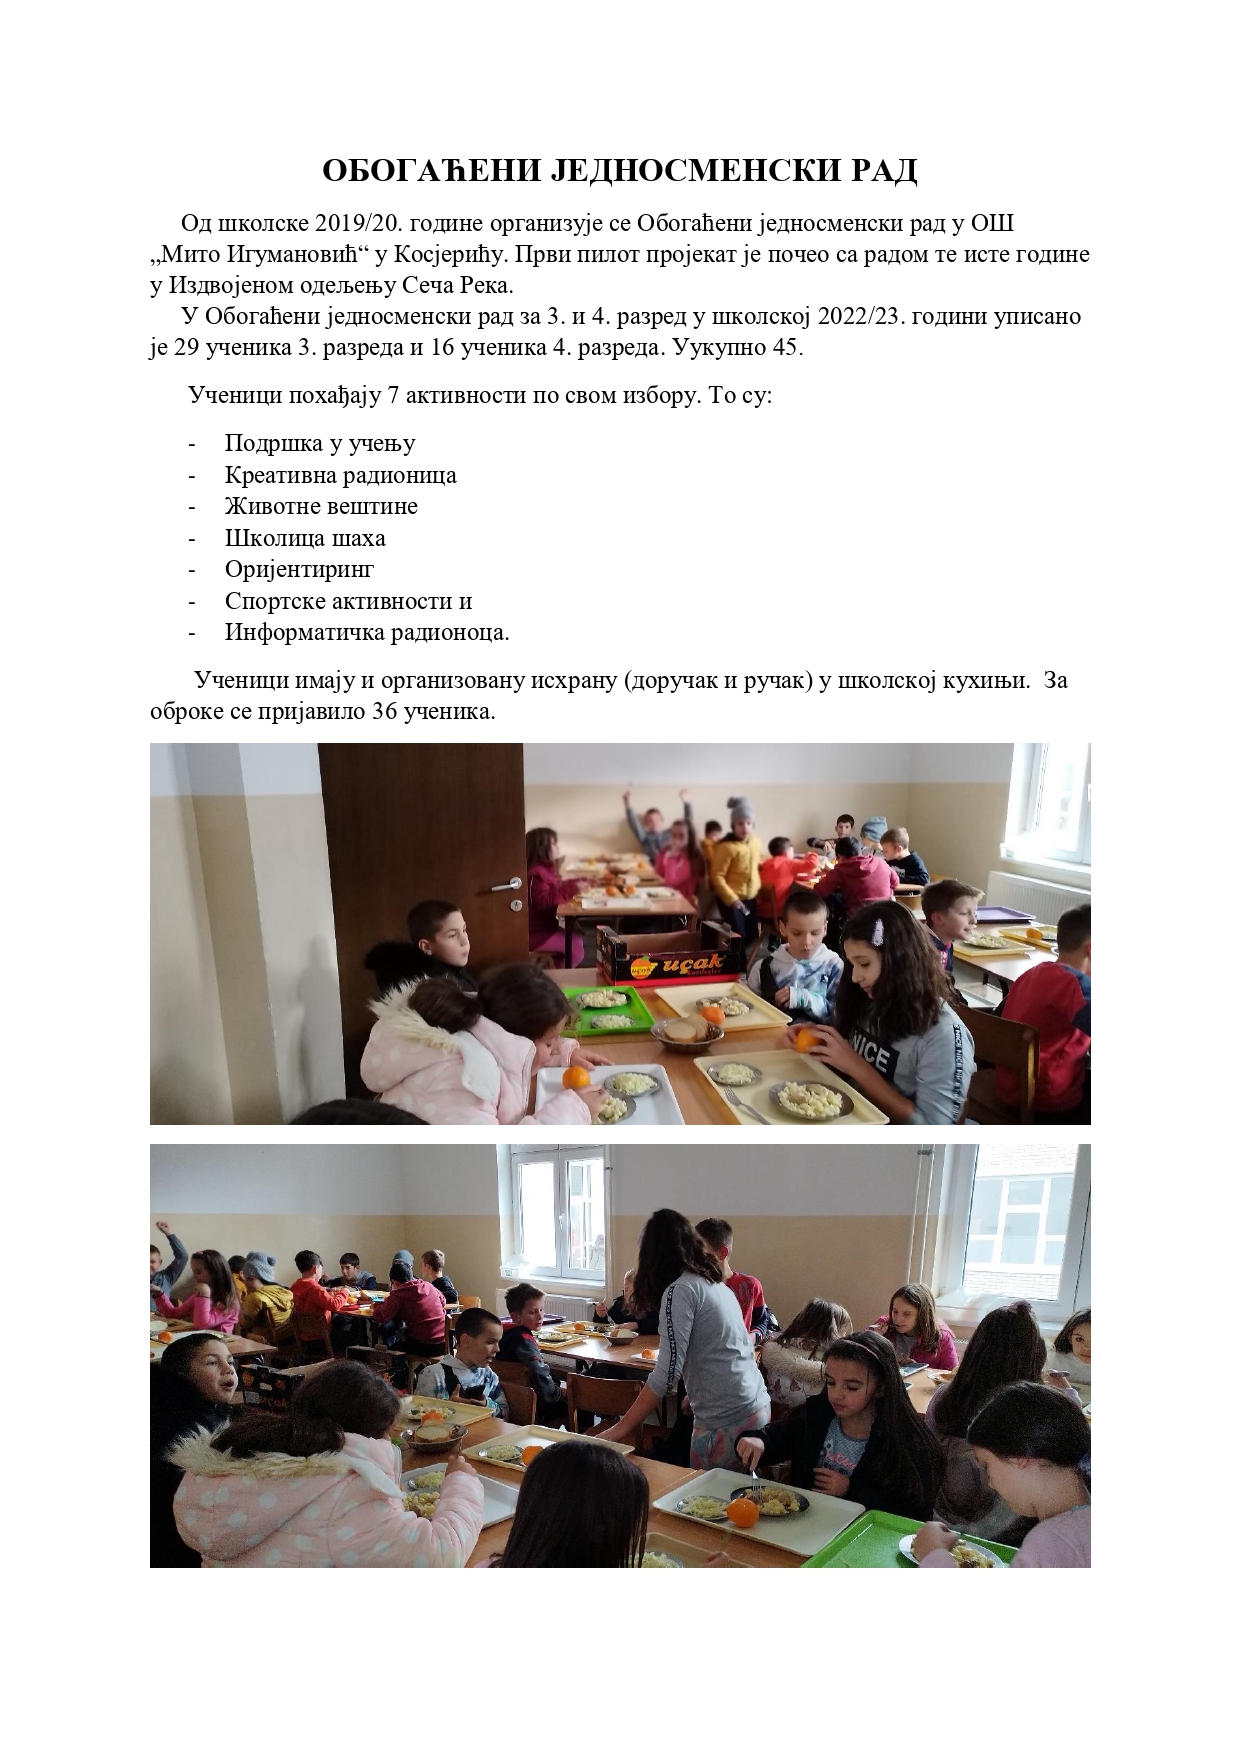 ОБОГАЋЕНИ ЈЕДНОСМЕНСКИ РАД
Од школске 2019/20. године организује се Обогаћени једносменски рад у ОШ
„Мито Игумановић“ у Косјерићу. Први пилот пројекат је почео са радом те исте године
у Издвојеном одељењу Сеча Река.
У Обогаћени једносменски рад за 3. и 4. разред у школској 2022/23. години уписано
је 29 ученика 3. разреда и 16 ученика 4. разреда. Уукупно 45.
Ученици похађају 7 активности по свом избору. То су:
- Подршка у учењу
- Креативна радионица
- Животне вештине
- Школица шаха
- Оријентиринг
- Спортске активности и
- Информатичка радионоца.
Ученици имају и организовану исхрану (доручак и ручак) у школској кухињи. За
оброке се пријавило 36 ученика.
uçak
uçak
kardeşler
NICE
uçak